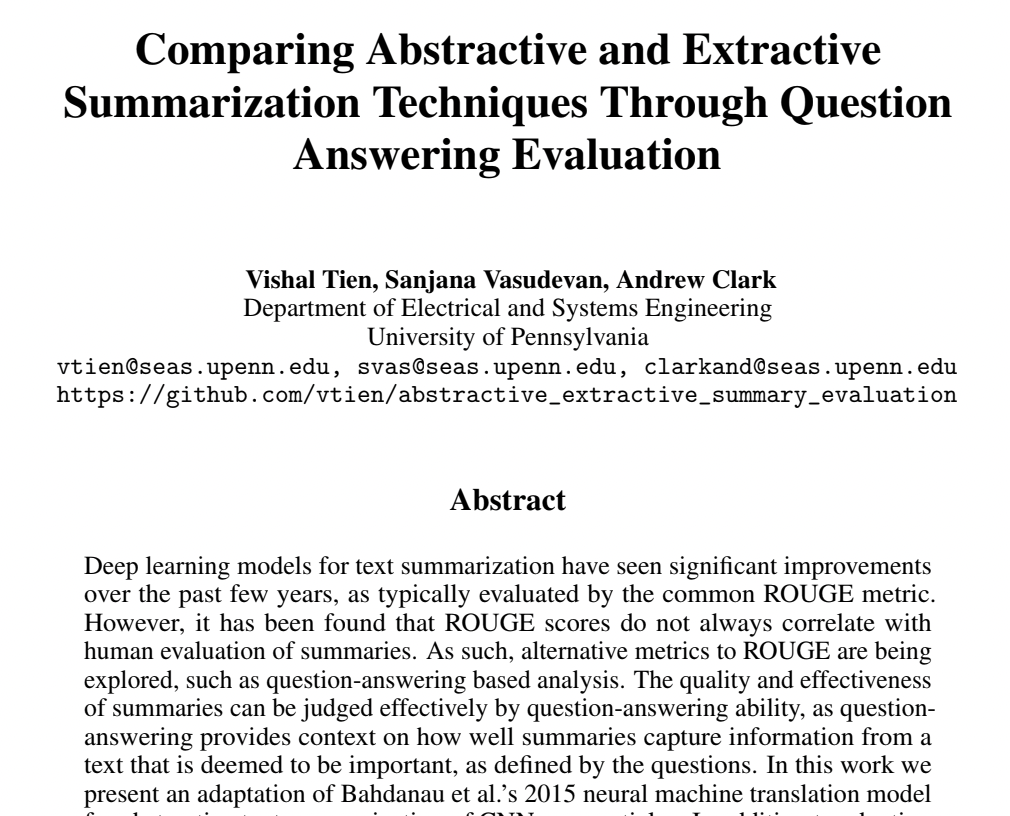 Comparing Abstractive and Extractive
Summarization Techniques Through Question
Answering Evaluation
Vishal Tien, Sanjana Vasudevan, Andrew Clark
Department of Electrical and Systems Engineering
University of Pennsylvania
vtien@seas.upenn.edu, svas@seas.upenn.edu, clarkand@seas.upenn.edu
https://github.com/vtien/abstractive_extractive_summary_evaluation
Abstract
Deep learning models for text summarization have seen significant improvements
over the past few years, as typically evaluated by the common ROUGE metric.
However, it has been found that ROUGE scores do not always correlate with
human evaluation of summaries. As such, alternative metrics to ROUGE are being
explored, such as question-answering based analysis. The quality and effectiveness
of summaries can be judged effectively by question-answering ability, as question-
answering provides context on how well summaries capture information from a
text that is deemed to be important, as defined by the questions. In this work we
present an adaptation of Bahdanau et al.'s 2015 neural machine translation model